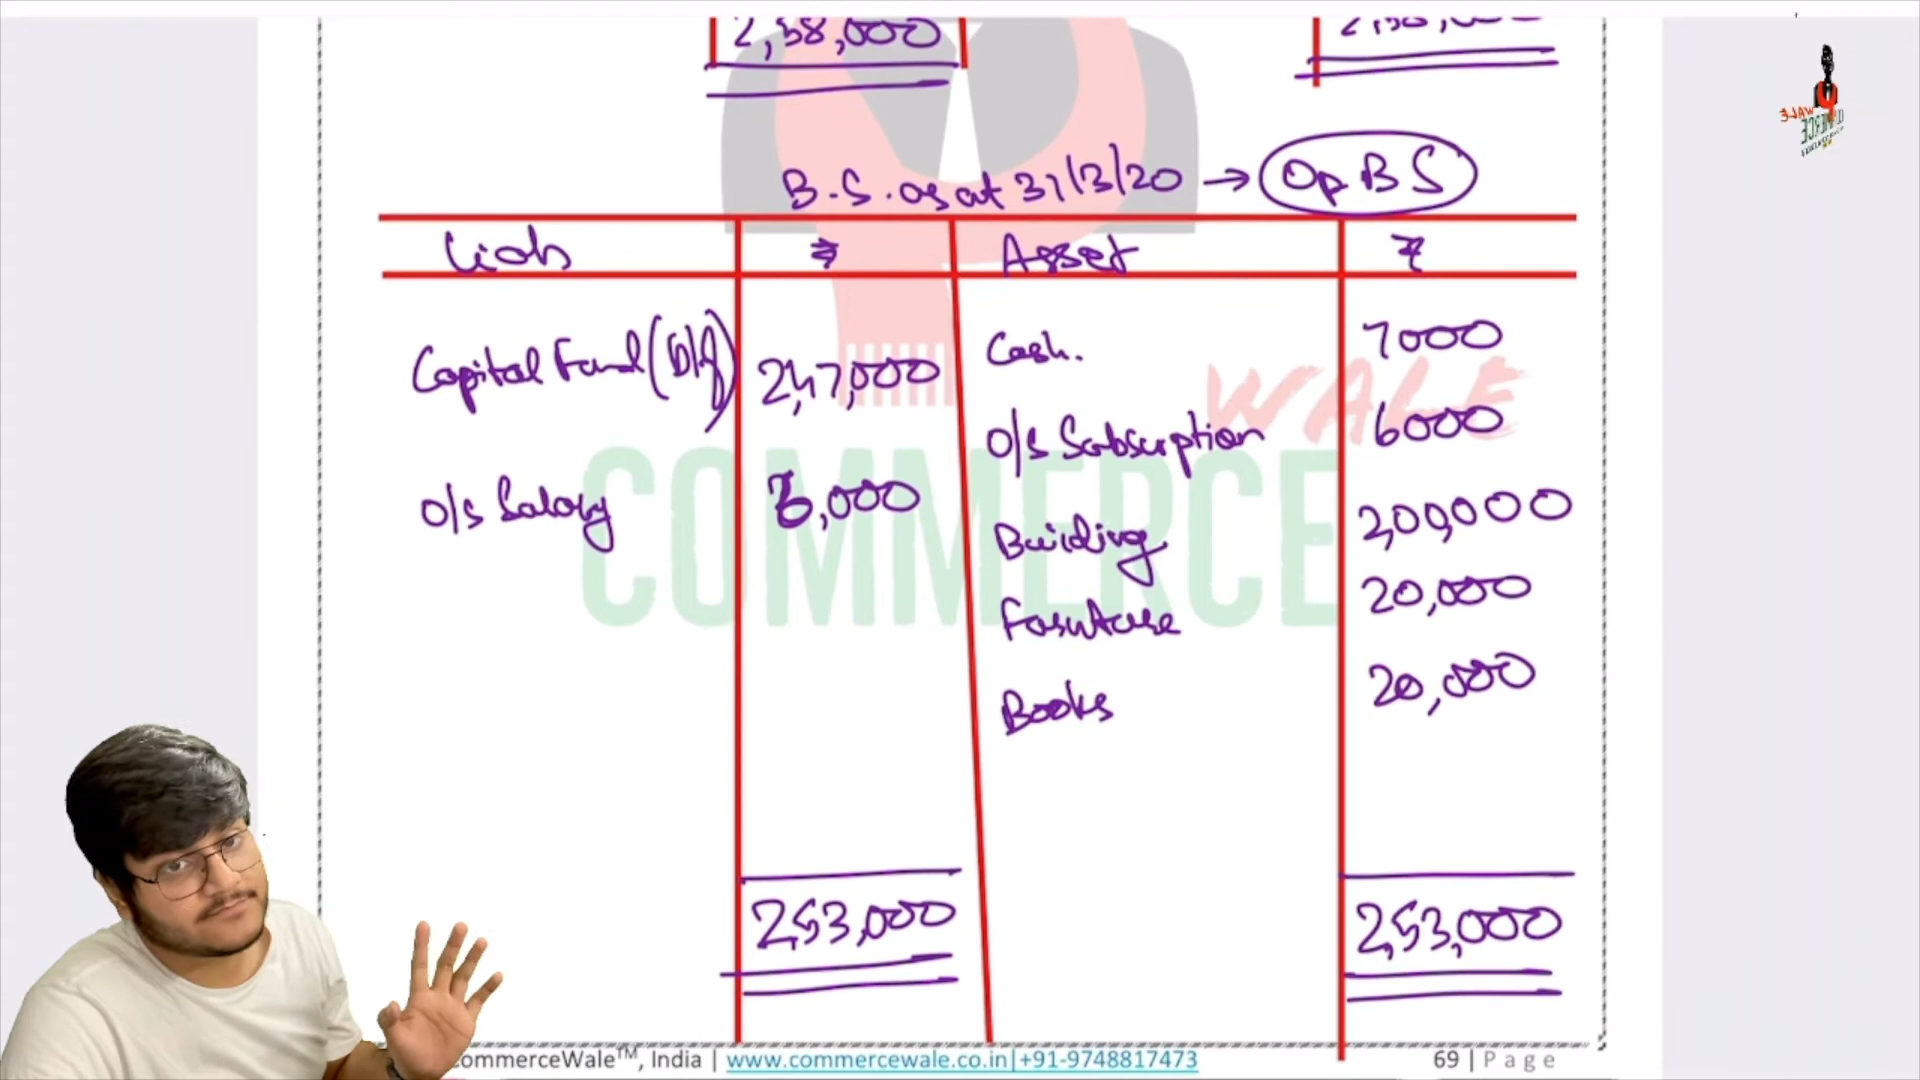 2,58,000
B.S. as at 31/3/20 → Op BS
Liab ₹ Asset ₹
Capital Fund (B/f) 2,47,000 Cash. 7000
O/s Subscription 6000
O/s Salary 6,000 Building 2,00,000
Furniture 20,000
Books 20,000
2,53,000 2,53,000
WALE
COMMERCE
CommerceWale™, India | www.commercewale.co.in|+91-9748817473 69 | Page